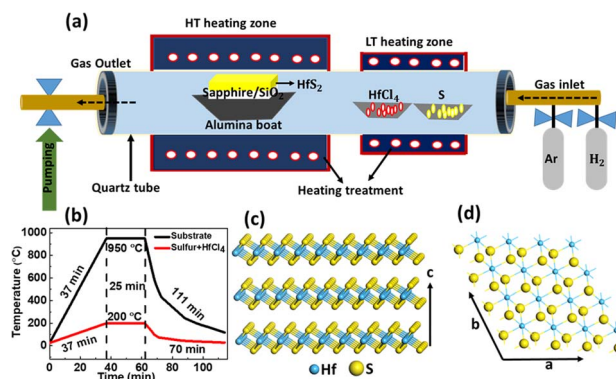 (a)
HT heating zone
LT heating zone
Gas Outlet
Sapphire/SiO₂
HfS₂
HfCl₄
S
Gas inlet
Alumina boat
Pumping
Quartz tube
Heating treatment
Ar
H₂
(b)
Temperature (°C)
1000
800
600
400
200
0
Substrate
Sulfur+HfCl₄
950 °C
37 min
25 min
111 min
200 °C
37 min
70 min
0 20 40 60 80 100
Time (min)
(c)
c
Hf
S
(d)
b
a